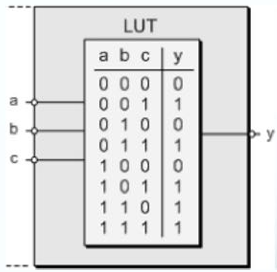 LUT
a b c y
0 0 0 0
0 0 1 1
0 1 0 0
0 1 1 1
1 0 0 0
1 0 1 1
1 1 0 1
1 1 1 1
a
b
c
y